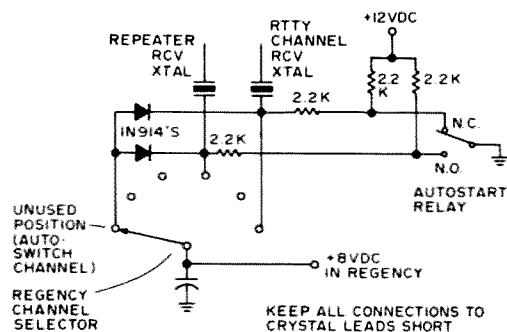 +12VDC
REPEATER
RCV
XTAL
RTTY
CHANNEL
RCV
XTAL
2.2
K
2.2K
2.2K
N.C.
IN914'S
2.2K
N.O.
AUTOSTART
RELAY
UNUSED
POSITION
(AUTO-
SWITCH
CHANNEL)
+8VDC
IN REGENCY
REGENCY
CHANNEL
SELECTOR
KEEP ALL CONNECTIONS TO
CRYSTAL LEADS SHORT